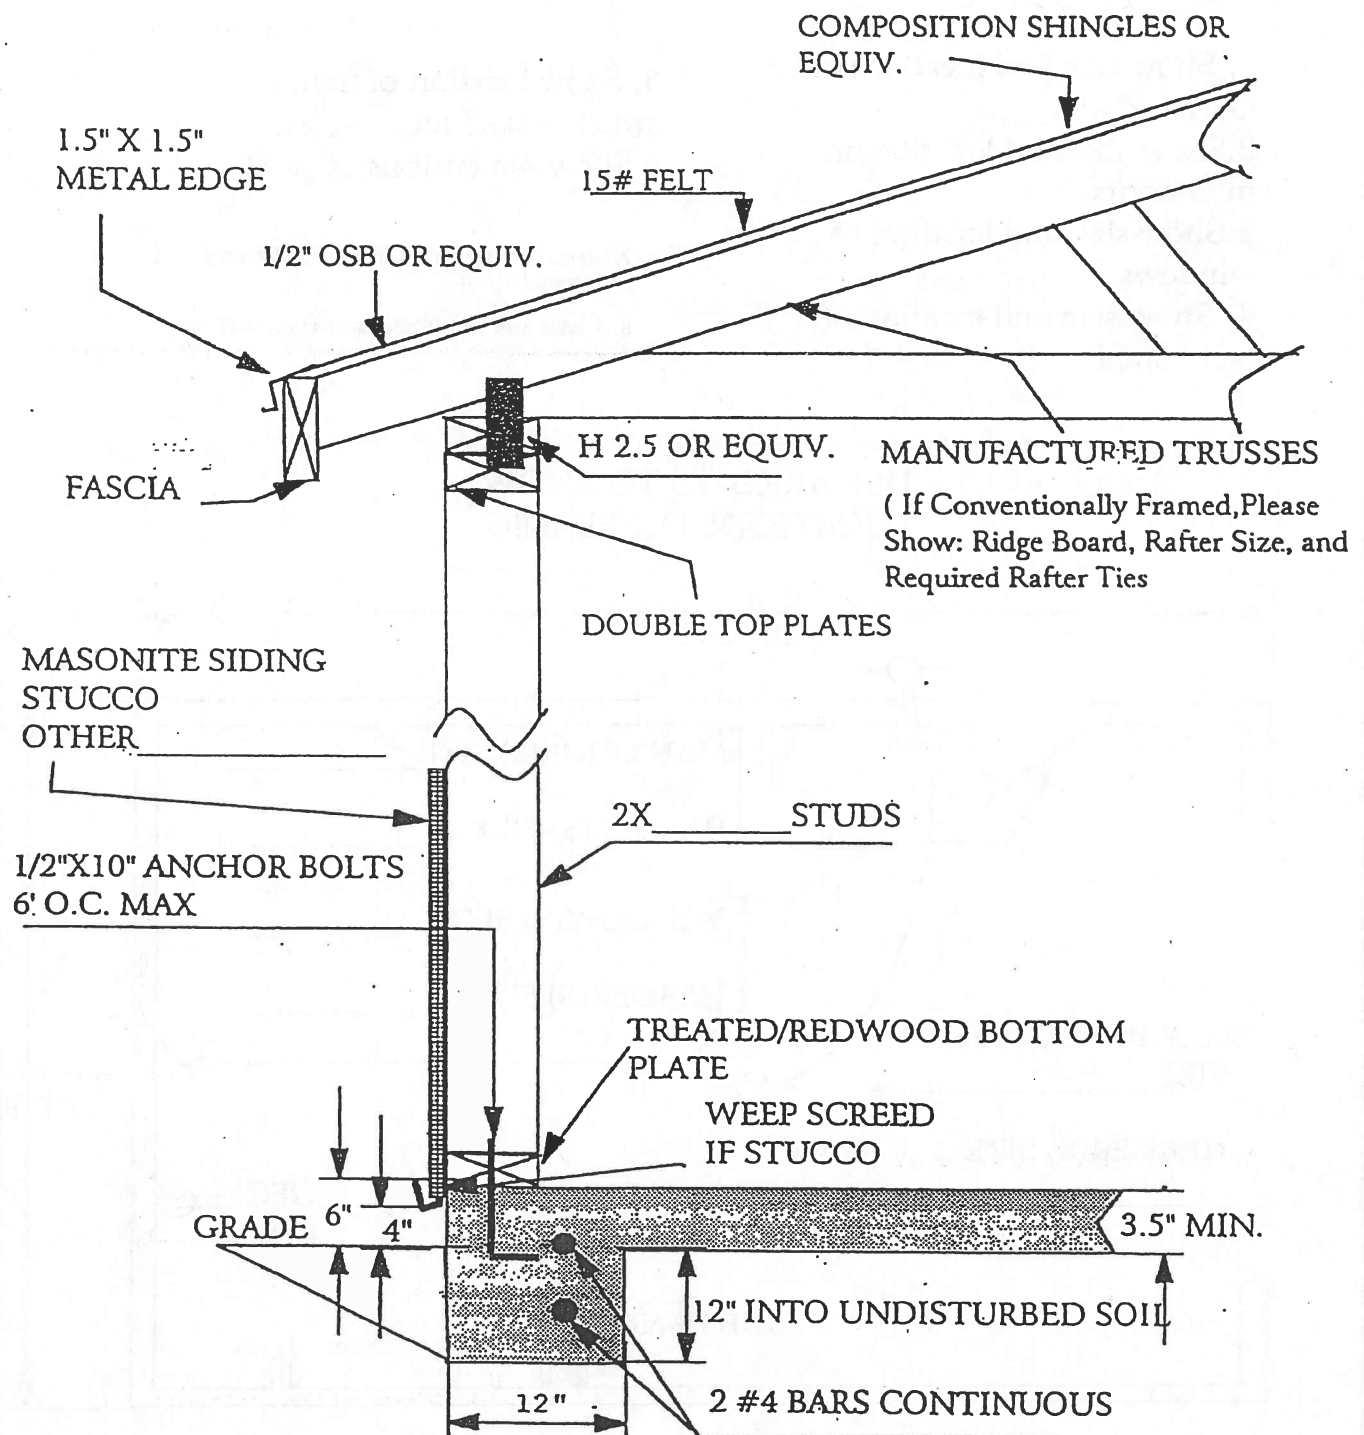 COMPOSITION SHINGLES OR
EQUIV.
1.5" X 1.5"
METAL EDGE
15# FELT
1/2" OSB OR EQUIV.
H 2.5 OR EQUIV.
MANUFACTURED TRUSSES
( If Conventionally Framed,Please
Show: Ridge Board, Rafter Size, and
Required Rafter Ties
FASCIA
DOUBLE TOP PLATES
MASONITE SIDING
STUCCO
OTHER
2X STUDS
1/2"X10" ANCHOR BOLTS
6' O.C. MAX
TREATED/REDWOOD BOTTOM
PLATE
WEEP SCREED
IF STUCCO
GRADE
6"
4"
3.5" MIN.
12" INTO UNDISTURBED SOIL
12"
2 #4 BARS CONTINUOUS